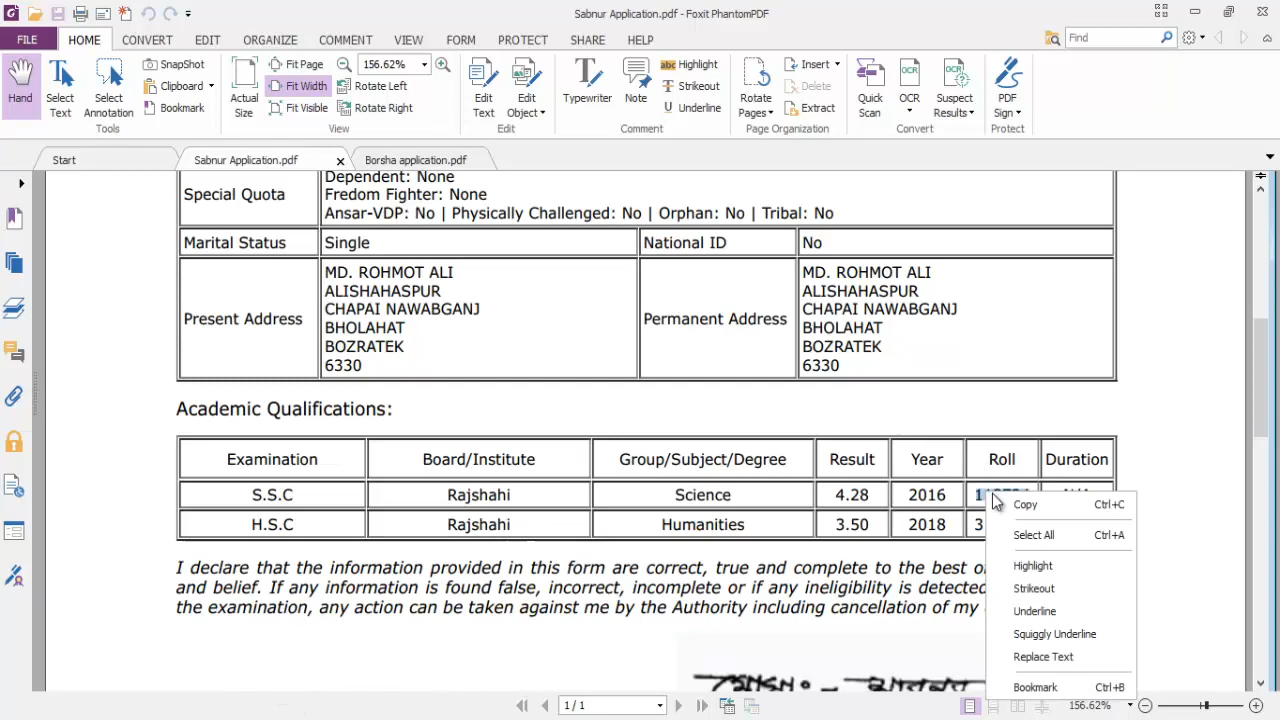 Sabnur Application.pdf - Foxit PhantomPDF
FILE HOME CONVERT EDIT ORGANIZE COMMENT VIEW FORM PROTECT SHARE HELP Find
Hand Select Text Select Annotation SnapShot Clipboard Bookmark Tools
Actual Size Fit Page Fit Width Fit Visible 156.62% Rotate Left Rotate Right View
Edit Text Edit Object Edit
Typewriter Note Highlight Strikeout Underline Comment
Rotate Pages Insert Delete Extract Page Organization
Quick Scan OCR Suspect Results Convert
PDF Sign Protect
Start Sabnur Application.pdf Borsha application.pdf
Special Quota
Dependent: None
Fredom Fighter: None
Ansar-VDP: No | Physically Challenged: No | Orphan: No | Tribal: No
Marital Status Single National ID No
Present Address
MD. ROHMOT ALI
ALISHAHASPUR
CHAPAI NAWABGANJ
BHOLAHAT
BOZRATEK
6330
Permanent Address
MD. ROHMOT ALI
ALISHAHASPUR
CHAPAI NAWABGANJ
BHOLAHAT
BOZRATEK
6330
Academic Qualifications:
Examination Board/Institute Group/Subject/Degree Result Year Roll Duration
S.S.C Rajshahi Science 4.28 2016
H.S.C Rajshahi Humanities 3.50 2018 3
I declare that the information provided in this form are correct, true and complete to the best
and belief. If any information is found false, incorrect, incomplete or if any ineligibility is detected
the examination, any action can be taken against me by the Authority including cancellation of my
Copy Ctrl+C
Select All Ctrl+A
Highlight
Strikeout
Underline
Squiggly Underline
Replace Text
Bookmark Ctrl+B
1 / 1 156.62%